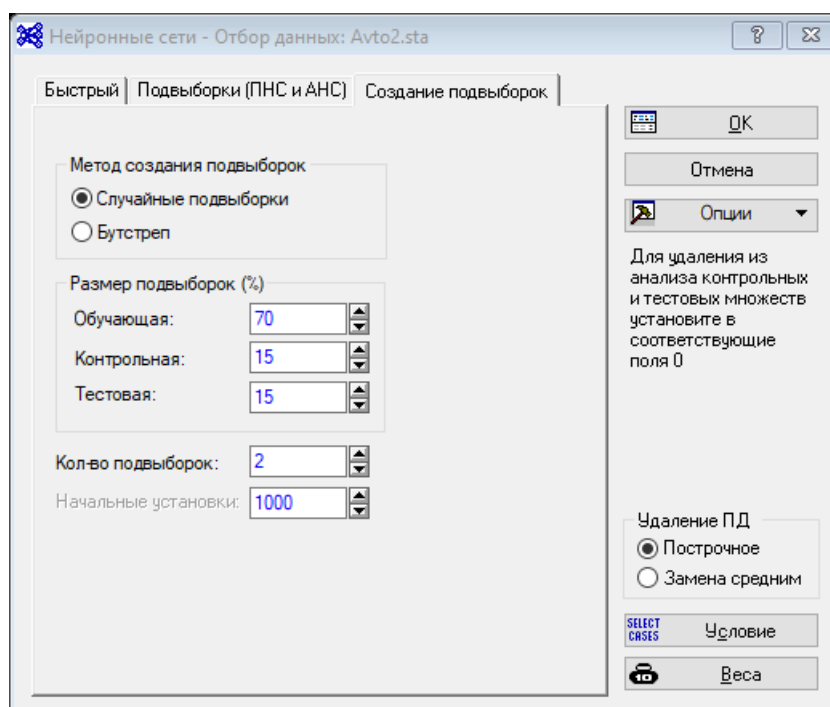 Нейронные сети - Отбор данных: Avto2.sta
Быстрый
Подвыборки (ПНС и АНС)
Создание подвыборок
Метод создания подвыборок
Случайные подвыборки
Бутстреп
Размер подвыборок (%)
Обучающая: 70
Контрольная: 15
Тестовая: 15
Кол-во подвыборок: 2
Начальные установки: 1000
OK
Отмена
Опции
Для удаления из
анализа контрольных
и тестовых множеств
установите в
соответствующие
поля 0
Удаление ПД
Построчное
Замена средним
SELECT
CASES
Условие
Веса